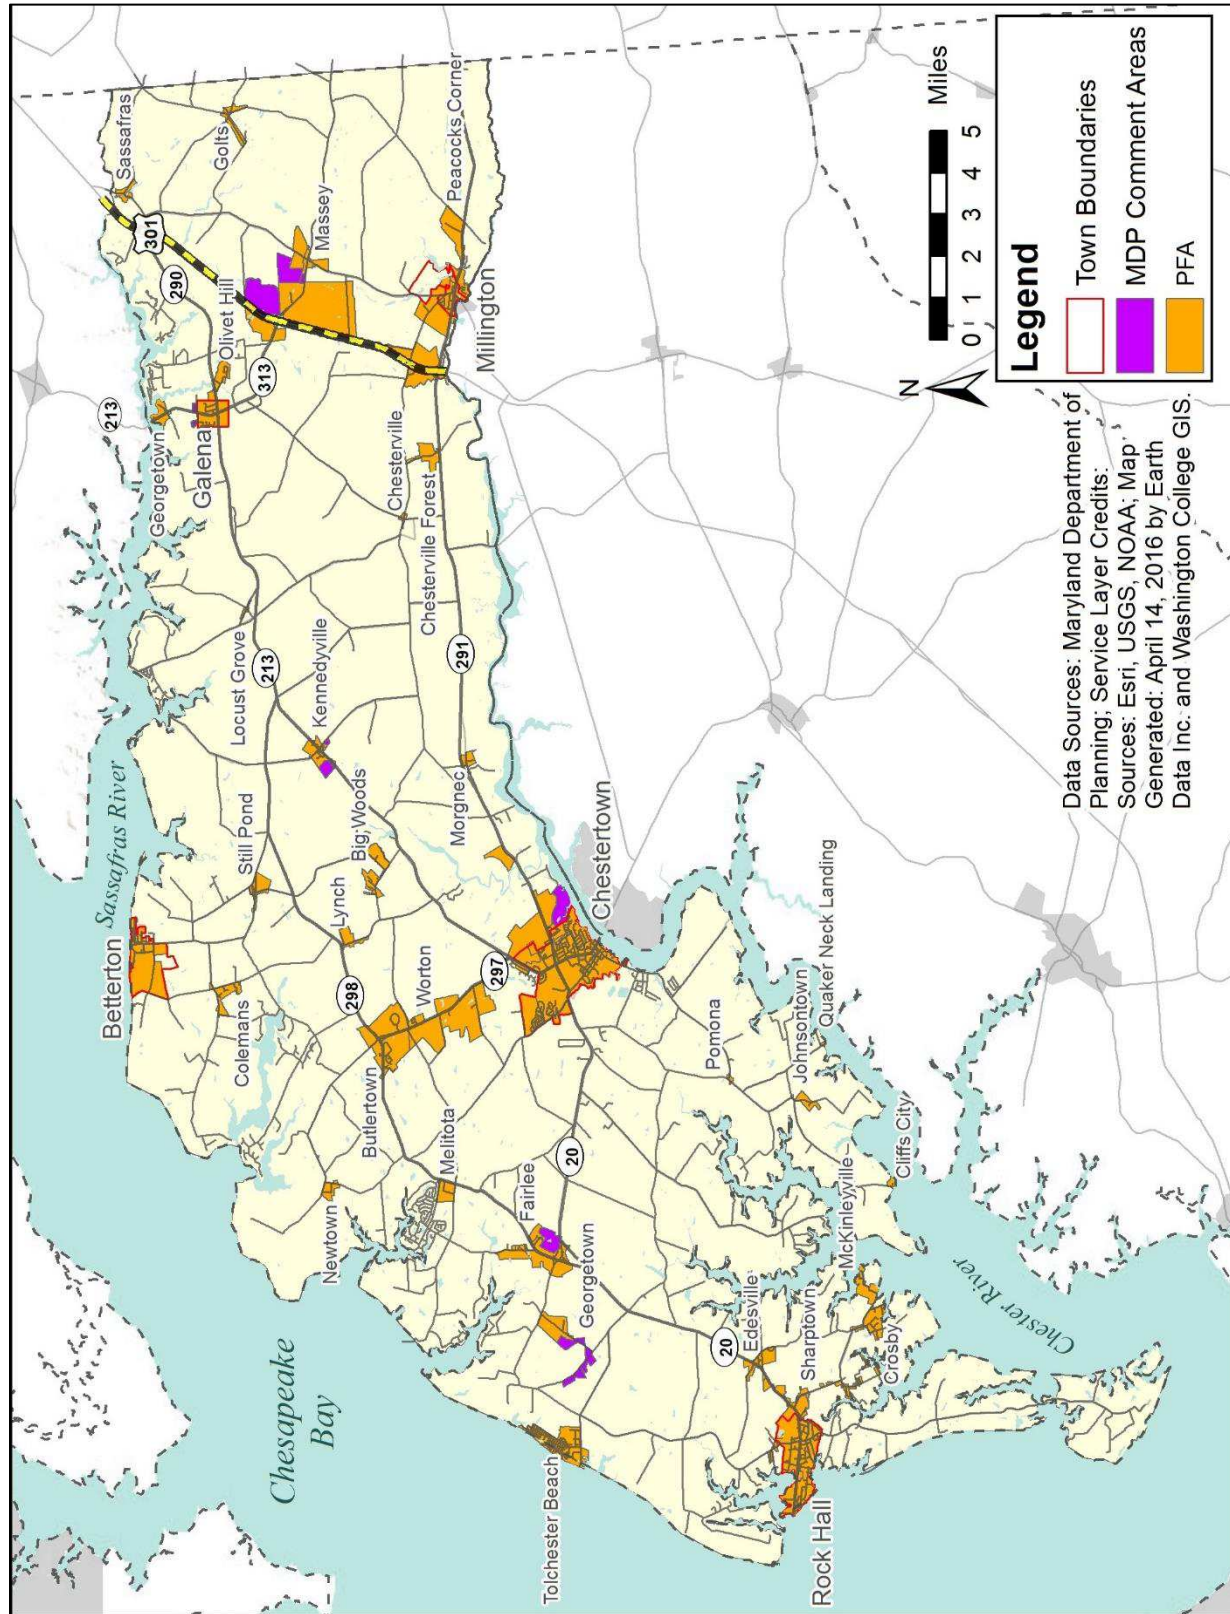 Sassafras
Golts
Massey
Peacocks Corner
301
290
Olivet Hill
313
Millington
213
Georgetown
Galena
Chesterville
Chesterville Forest
Locust Grove
213
Kennedyville
291
Sassafras River
Still Pond
Big Woods
Morgnec
Betterton
Lynch
Colemans
298
Worton
297
Chestertown
Butlertown
Quaker Neck Landing
Pomona
Johnsontown
Melitota
Newtown
Fairlee
20
Cliffs City
McKinleyville
Georgetown
Chesapeake
Bay
Edesville
20
Sharptown
Crosby
Chester River
Tolchester Beach
Rock Hall
N
0 1 2 3 4 5
Miles
Legend
Town Boundaries
MDP Comment Areas
PFA
Data Sources: Maryland Department of
Planning; Service Layer Credits:
Sources: Esri, USGS, NOAA; Map
Generated: April 14, 2016 by Earth
Data Inc. and Washington College GIS.